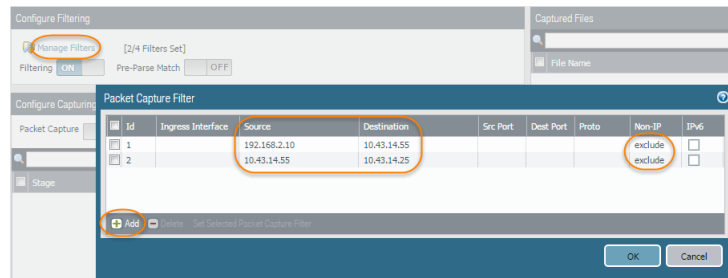 Configure Filtering
Captured Files
Manage Filters [2/4 Filters Set]
Filtering ON Pre-Parse Match OFF
File Name
Configure Capturing
Packet Capture Filter
Packet Capture
Id Ingress Interface Source Destination Src Port Dest Port Proto Non-IP IPv6
1 192.168.2.10 10.43.14.55 exclude
2 10.43.14.55 10.43.14.25 exclude
Stage
Add Delete Set Selected Packet Capture Filter
OK Cancel